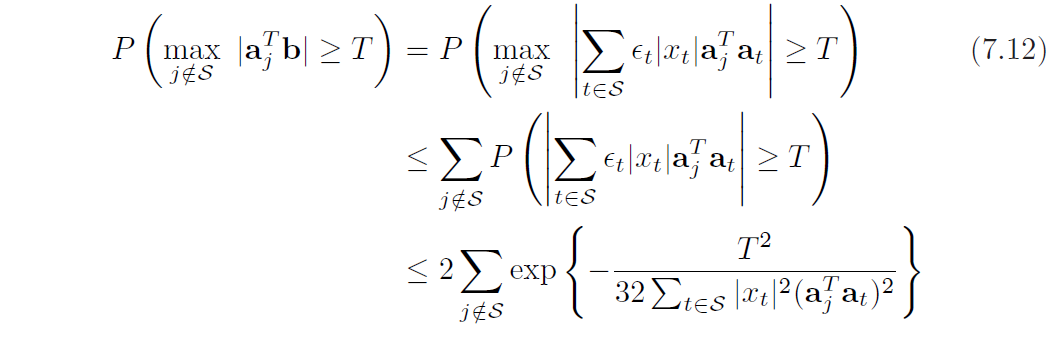 P ( max_{j∉𝒮} |𝐚_j^T 𝐛| ≥ T ) = P ( max_{j∉𝒮} | ∑_{t∈𝒮} ϵ_t|x_t|𝐚_j^T 𝐚_t | ≥ T ) (7.12)
≤ ∑_{j∉𝒮} P ( | ∑_{t∈𝒮} ϵ_t|x_t|𝐚_j^T 𝐚_t | ≥ T )
≤ 2 ∑_{j∉𝒮} exp { − T^2 / (32 ∑_{t∈𝒮} |x_t|^2 (𝐚_j^T 𝐚_t)^2) }